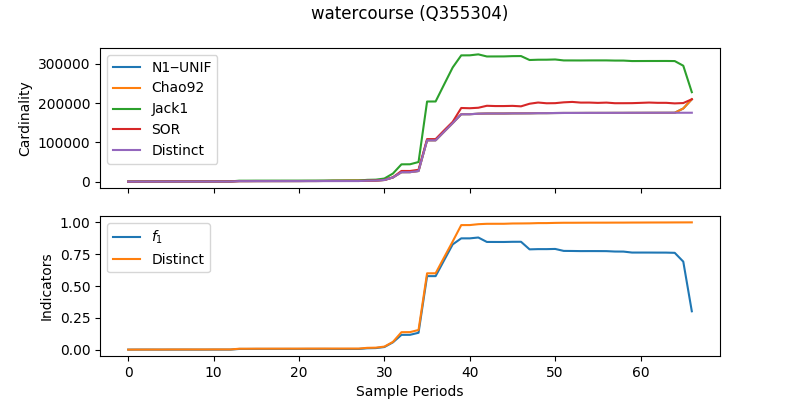 watercourse (Q355304)
Cardinality
300000
200000
100000
0
N1−UNIF
Chao92
Jack1
SOR
Distinct
Indicators
1.00
0.75
0.50
0.25
0.00
f1
Distinct
0 10 20 30 40 50 60
Sample Periods